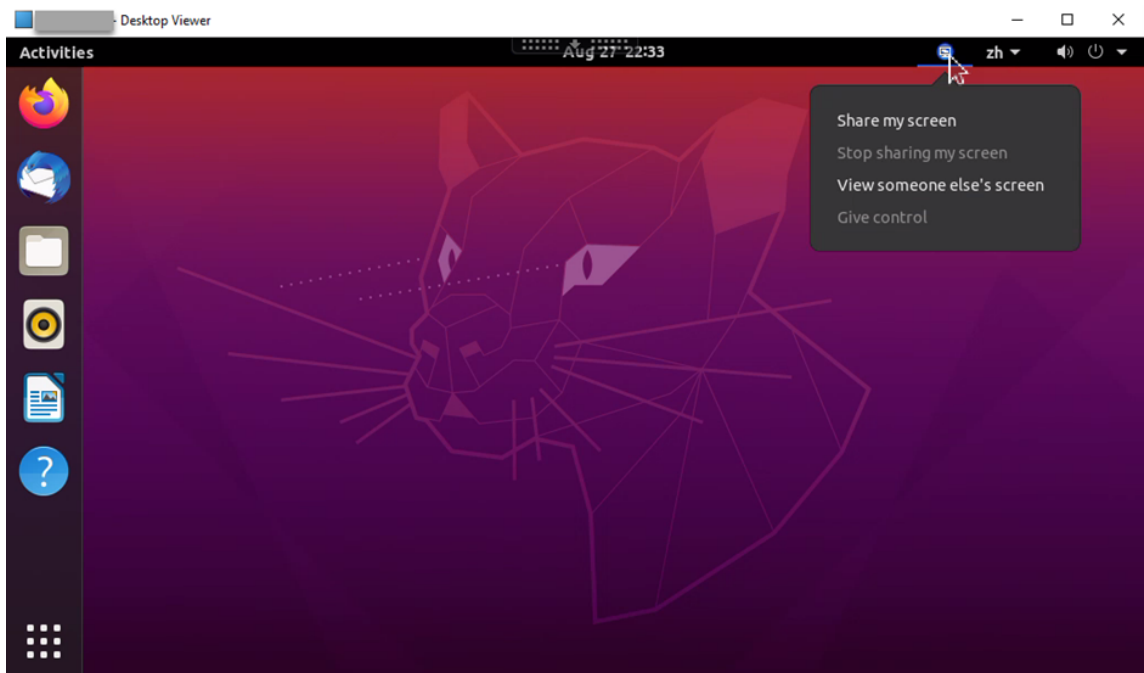 - Desktop Viewer
Activities Aug 27 22:33 zh
Share my screen
Stop sharing my screen
View someone else's screen
Give control
?